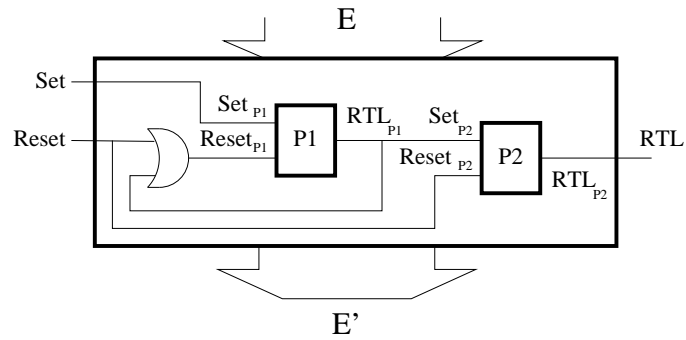 E
Set
Set P1
RTL P1
Set P2
RTL
Reset
Reset P1
P1
Reset P2
P2
RTL P2
E'